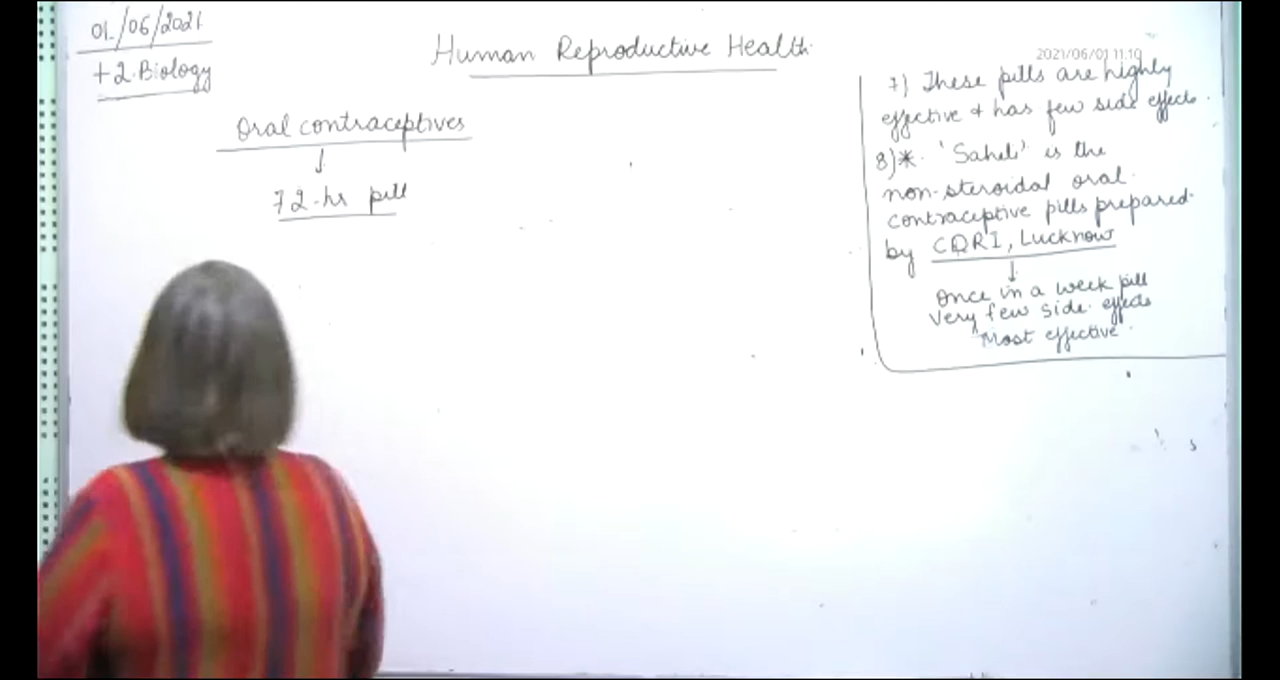 01/06/2021
+2 Biology
Human Reproductive Health
Oral contraceptives
↓
72-hr pill
2021/06/01 11:10
7) These pills are highly
effective & has few side effects.
8)* 'Saheli' is the
non-steroidal oral
contraceptive pills prepared
by CDRI, Lucknow
↓
Once in a week pill
Very few side effects
Most effective.